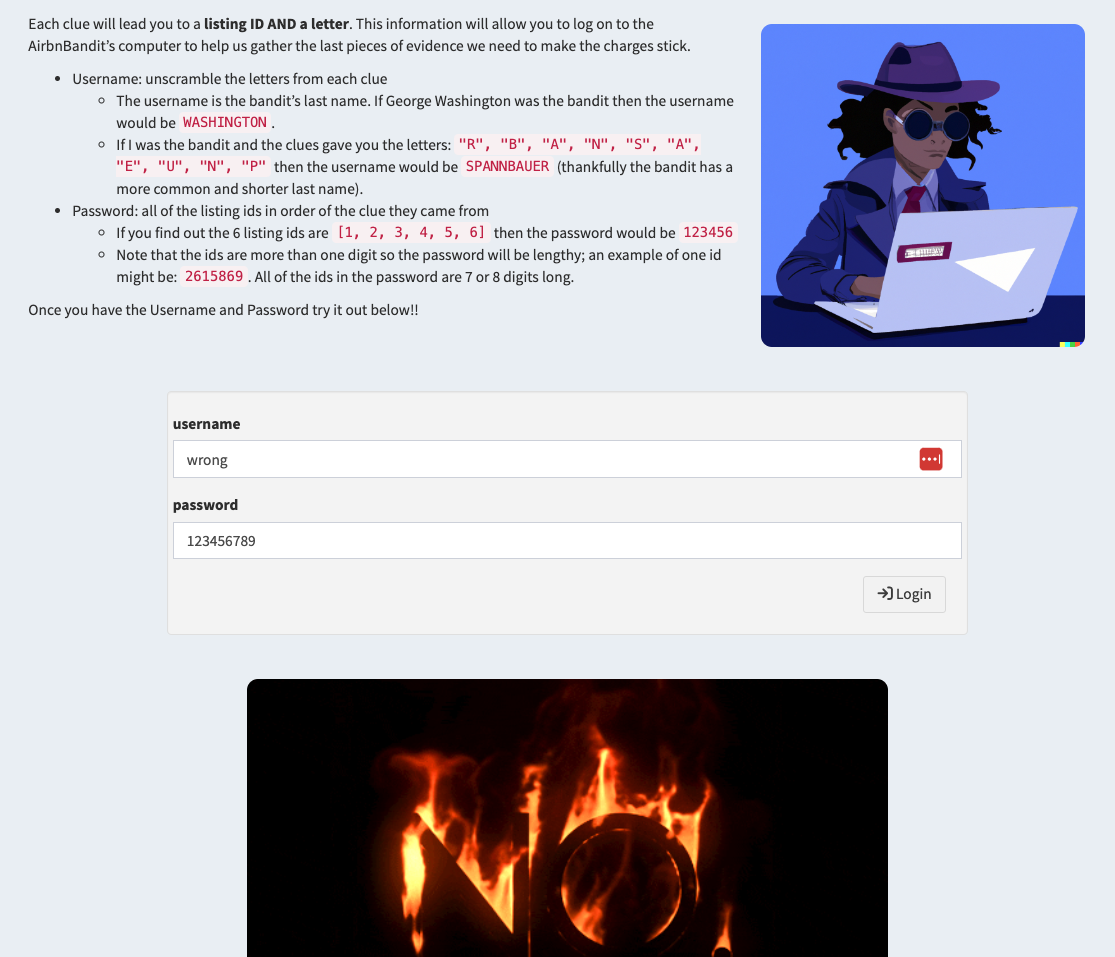 Each clue will lead you to a listing ID AND a letter. This information will allow you to log on to the
AirbnBandit’s computer to help us gather the last pieces of evidence we need to make the charges stick.
• Username: unscramble the letters from each clue
◦ The username is the bandit’s last name. If George Washington was the bandit then the username
would be WASHINGTON .
◦ If I was the bandit and the clues gave you the letters: "R", "B", "A", "N", "S", "A",
"E", "U", "N", "P" then the username would be SPANNBAUER (thankfully the bandit has a
more common and shorter last name).
• Password: all of the listing ids in order of the clue they came from
◦ If you find out the 6 listing ids are [1, 2, 3, 4, 5, 6] then the password would be 123456
◦ Note that the ids are more than one digit so the password will be lengthy; an example of one id
might be: 2615869 . All of the ids in the password are 7 or 8 digits long.
Once you have the Username and Password try it out below!!
username
wrong
password
123456789
Login
NO